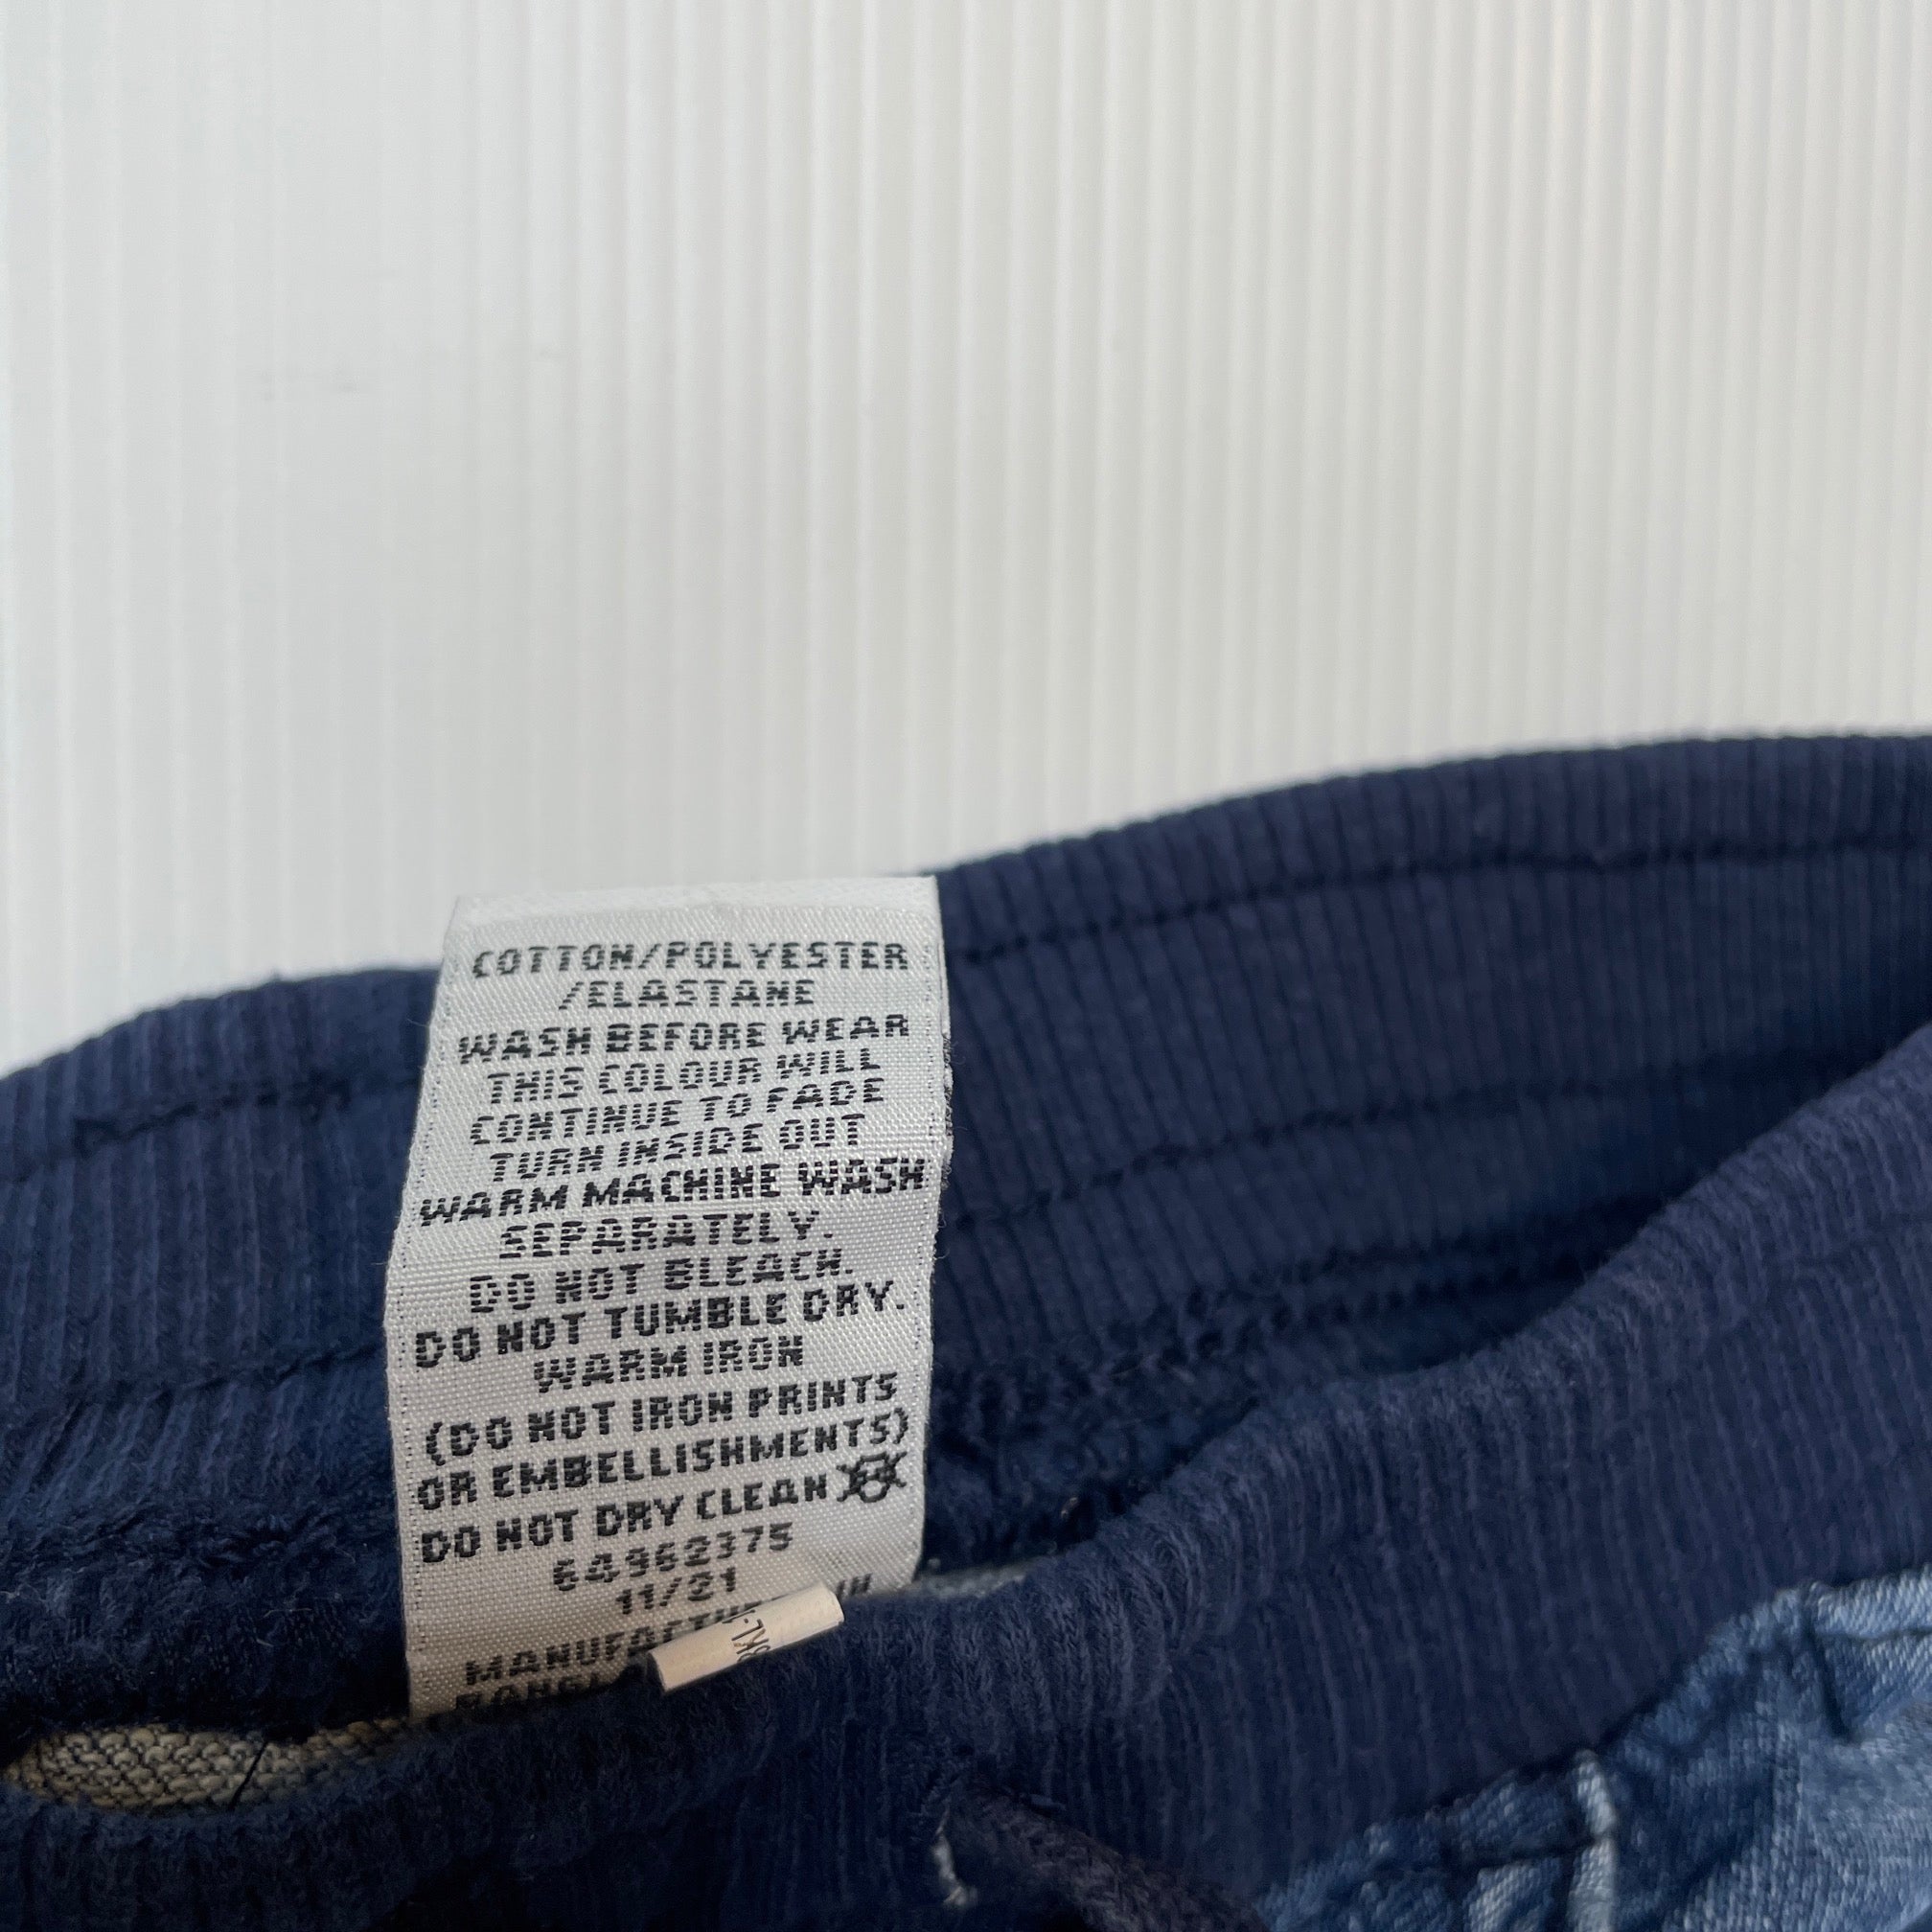 COTTON/POLYESTER
/ELASTANE
WASH BEFORE WEAR
THIS COLOUR WILL
CONTINUE TO FADE
TURN INSIDE OUT
WARM MACHINE WASH
SEPARATELY.
DO NOT BLEACH.
DO NOT TUMBLE DRY.
WARM IRON
(DO NOT IRON PRINTS
OR EMBELLISHMENTS)
DO NOT DRY CLEAN
64962375
11/21
IN